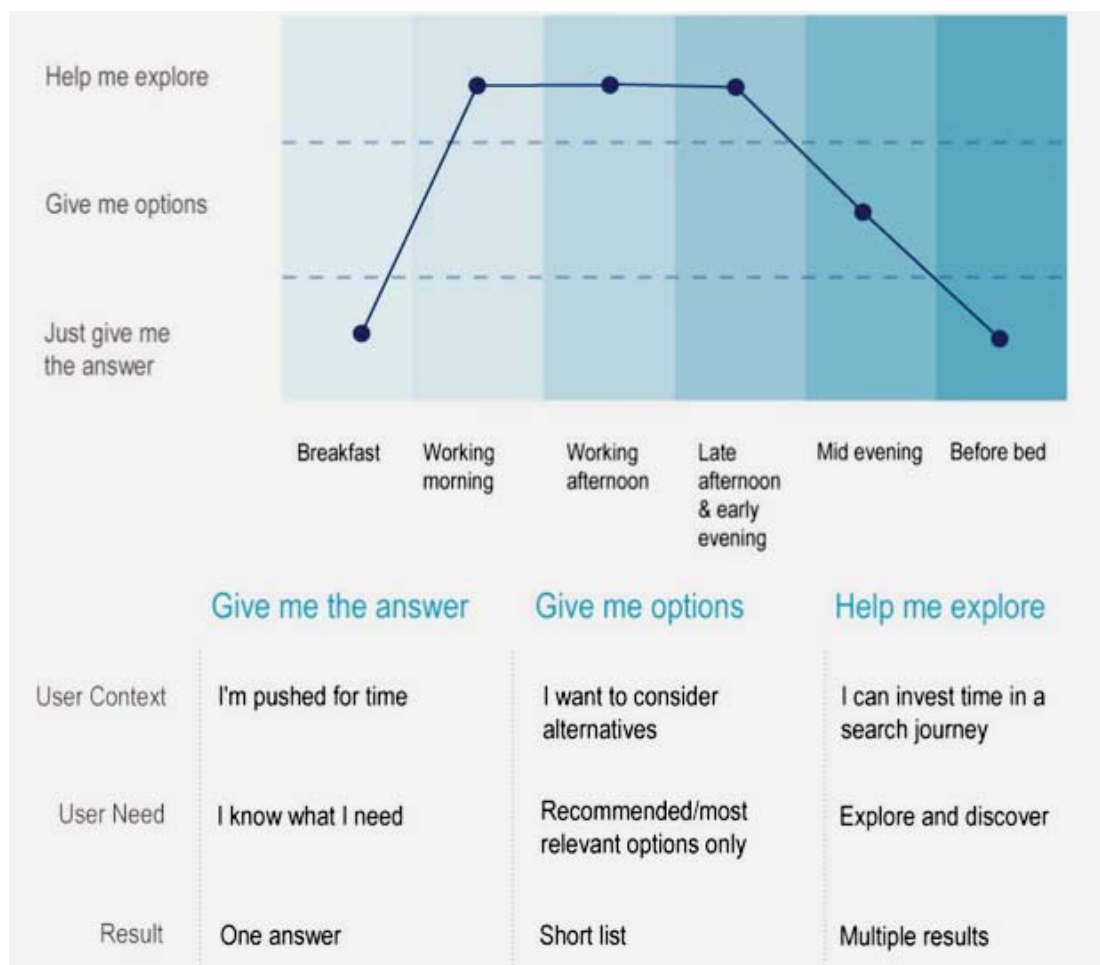 Help me explore
Give me options
Just give me
the answer
Breakfast
Working
morning
Working
afternoon
Late
afternoon
& early
evening
Mid evening
Before bed
Give me the answer
Give me options
Help me explore
User Context
I'm pushed for time
I want to consider
alternatives
I can invest time in a
search journey
User Need
I know what I need
Recommended/most
relevant options only
Explore and discover
Result
One answer
Short list
Multiple results